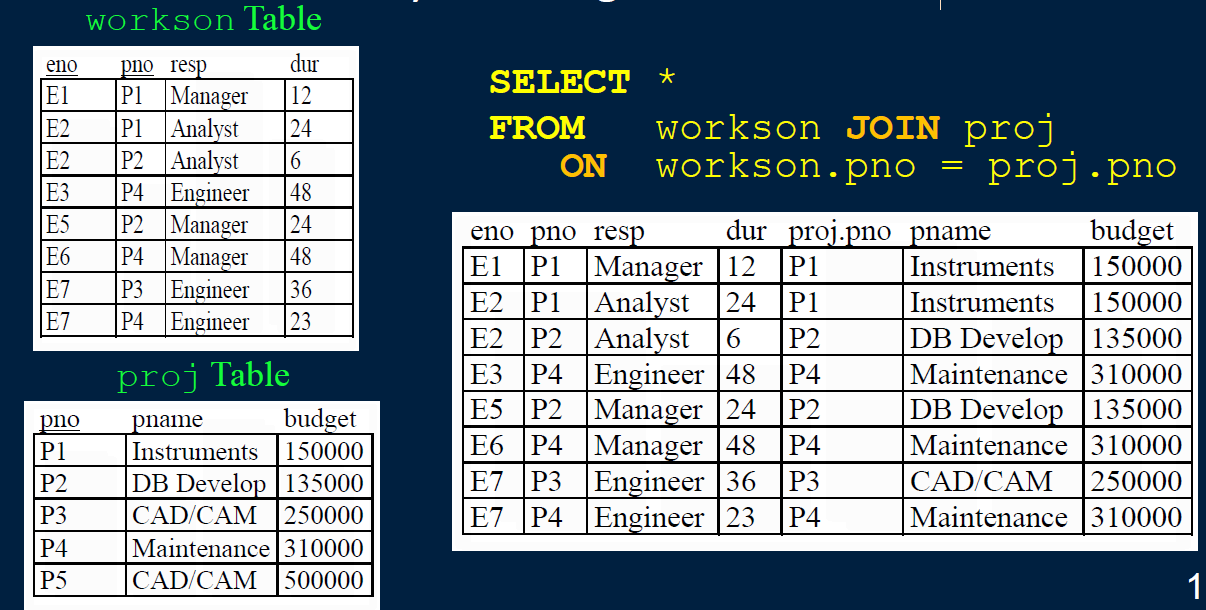 workson Table
eno pno resp dur
E1 P1 Manager 12
E2 P1 Analyst 24
E2 P2 Analyst 6
E3 P4 Engineer 48
E5 P2 Manager 24
E6 P4 Manager 48
E7 P3 Engineer 36
E7 P4 Engineer 23
proj Table
pno pname budget
P1 Instruments 150000
P2 DB Develop 135000
P3 CAD/CAM 250000
P4 Maintenance 310000
P5 CAD/CAM 500000
SELECT *
FROM workson JOIN proj
ON workson.pno = proj.pno
eno pno resp dur proj.pno pname budget
E1 P1 Manager 12 P1 Instruments 150000
E2 P1 Analyst 24 P1 Instruments 150000
E2 P2 Analyst 6 P2 DB Develop 135000
E3 P4 Engineer 48 P4 Maintenance 310000
E5 P2 Manager 24 P2 DB Develop 135000
E6 P4 Manager 48 P4 Maintenance 310000
E7 P3 Engineer 36 P3 CAD/CAM 250000
E7 P4 Engineer 23 P4 Maintenance 310000
1